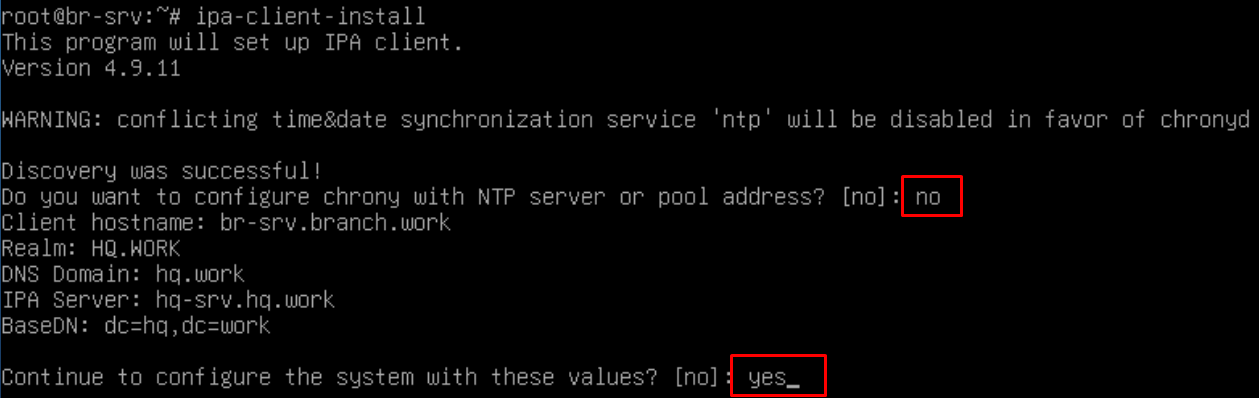 root@br-srv:~# ipa-client-install
This program will set up IPA client.
Version 4.9.11
WARNING: conflicting time&date synchronization service 'ntp' will be disabled in favor of chronyd
Discovery was successful!
Do you want to configure chrony with NTP server or pool address? [no]: no
Client hostname: br-srv.branch.work
Realm: HQ.WORK
DNS Domain: hq.work
IPA Server: hq-srv.hq.work
BaseDN: dc=hq,dc=work
Continue to configure the system with these values? [no]: yes_